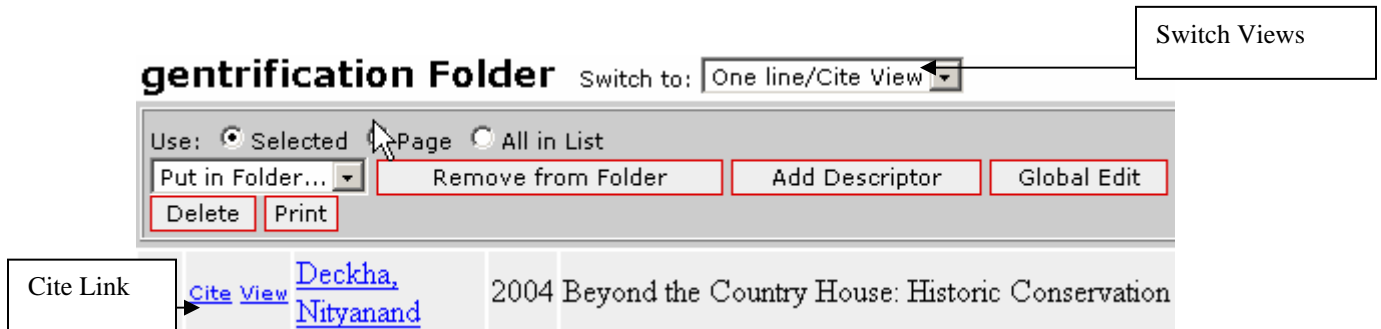 Switch Views
gentrification Folder Switch to: One line/Cite View
Use: Selected Page All in List
Put in Folder... Remove from Folder Add Descriptor Global Edit
Delete Print
Cite Link
Cite View Deckha, 2004 Beyond the Country House: Historic Conservation
Nityanand